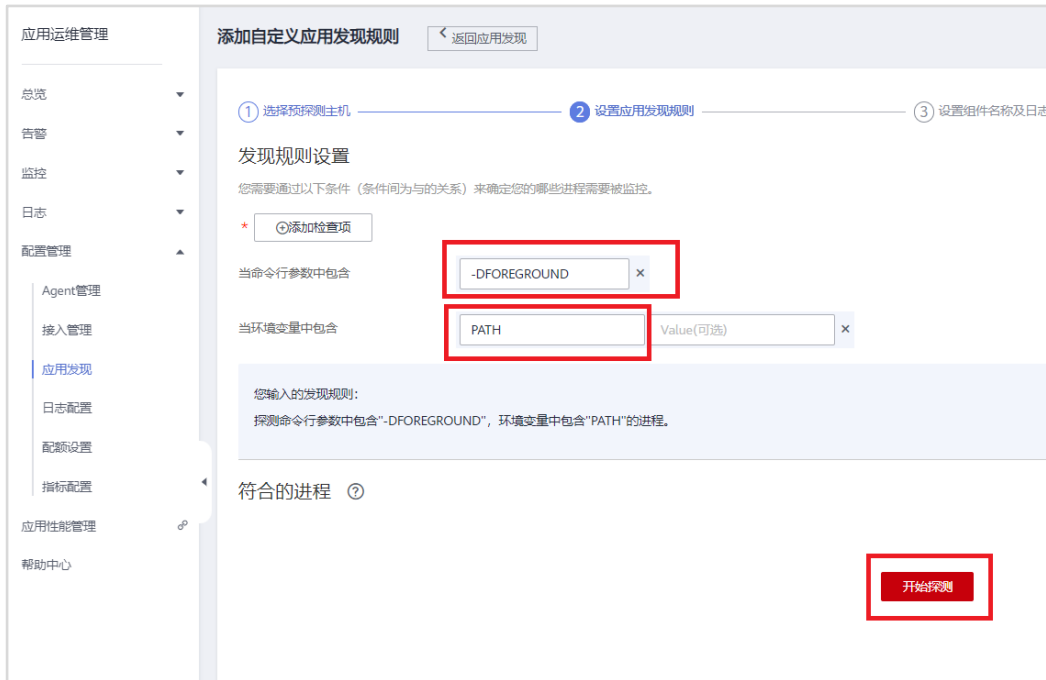 应用运维管理
添加自定义应用发现规则
返回应用发现
总览
告警
监控
日志
配置管理
Agent管理
接入管理
应用发现
日志配置
配额设置
指标配置
应用性能管理
帮助中心
1 选择预探测主机
2 设置应用发现规则
3 设置组件名称及日志
发现规则设置
您需要通过以下条件（条件间为与的关系）来确定您的哪些进程需要被监控。
* 添加检查项
当命令行参数中包含 -DFOREGROUND ×
当环境变量中包含 PATH Value(可选) ×
您输入的发现规则：
探测命令行参数中包含"-DFOREGROUND"，环境变量中包含"PATH"的进程。
符合的进程 ?
开始探测